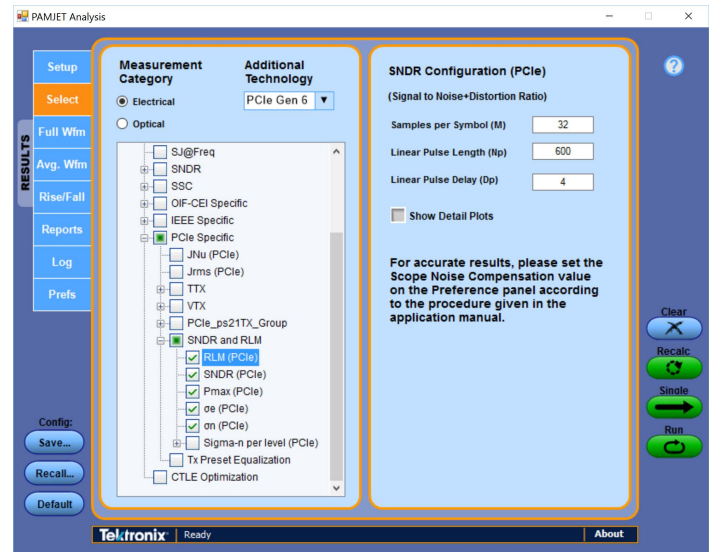 PAMJET Analysis
Setup
Select
Full Wfm
Avg. Wfm
Rise/Fall
Reports
Log
Prefs
RESULTS
Config:
Save...
Recall...
Default
Measurement Category
Additional Technology
Electrical
PCIe Gen 6
Optical
SJ@Freq
SNDR
SSC
OIF-CEI Specific
IEEE Specific
PCIe Specific
JNu (PCIe)
Jrms (PCIe)
TTX
VTX
PCIe_ps21TX_Group
SNDR and RLM
RLM (PCIe)
SNDR (PCIe)
Pmax (PCIe)
σe (PCIe)
σn (PCIe)
Sigma-n per level (PCIe)
Tx Preset Equalization
CTLE Optimization
SNDR Configuration (PCIe)
(Signal to Noise+Distortion Ratio)
Samples per Symbol (M) 32
Linear Pulse Length (Np) 600
Linear Pulse Delay (Dp) 4
Show Detail Plots
For accurate results, please set the
Scope Noise Compensation value
on the Preference panel according
to the procedure given in the
application manual.
?
Clear
Recalc
Single
Run
Tektronix Ready
About